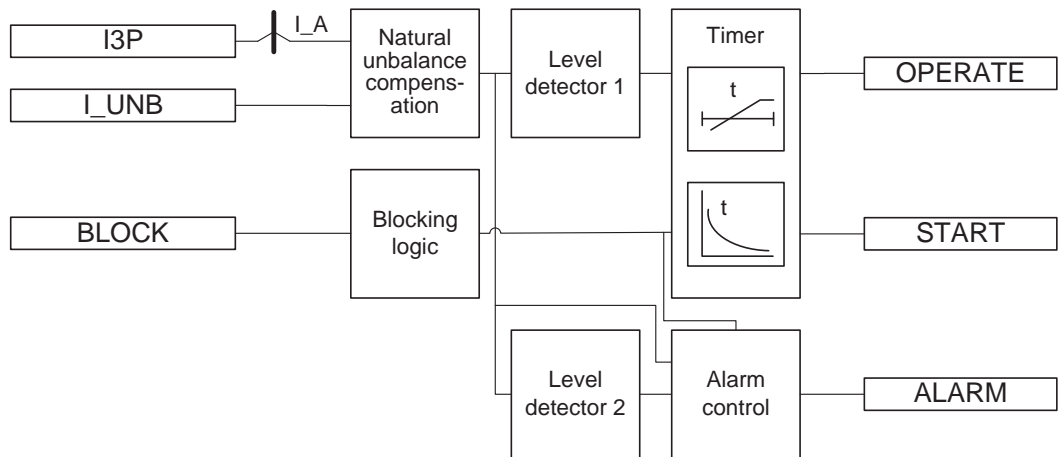 I3P
I_A
I_UNB
Natural
unbalance
compens-
ation
Level
detector 1
Timer
t
t
OPERATE
BLOCK
Blocking
logic
START
Level
detector 2
Alarm
control
ALARM